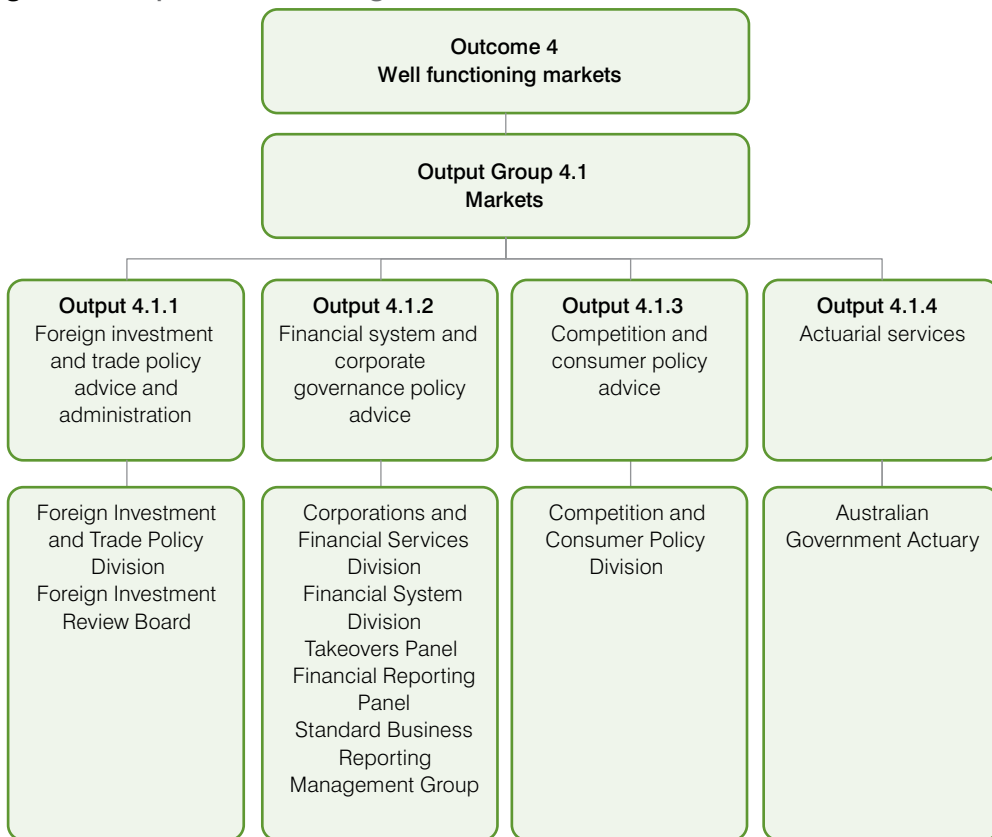 Outcome 4
Well functioning markets
Output Group 4.1
Markets
Output 4.1.1
Foreign investment
and trade policy
advice and
administration
Output 4.1.2
Financial system and
corporate
governance policy
advice
Output 4.1.3
Competition and
consumer policy
advice
Output 4.1.4
Actuarial services
Foreign Investment
and Trade Policy
Division
Foreign Investment
Review Board
Corporations and
Financial Services
Division
Financial System
Division
Takeovers Panel
Financial Reporting
Panel
Standard Business
Reporting
Management Group
Competition and
Consumer Policy
Division
Australian
Government Actuary